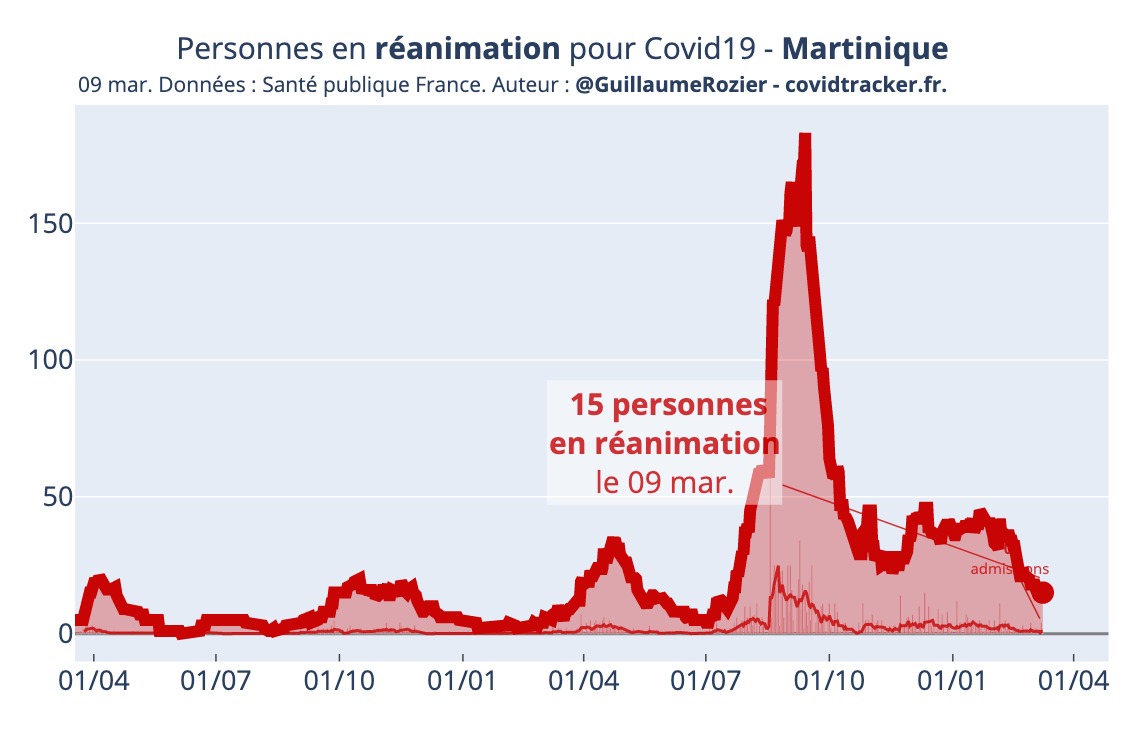 Personnes en réanimation pour Covid19 - Martinique
09 mar. Données : Santé publique France. Auteur : @GuillaumeRozier - covidtracker.fr.
150
100
15 personnes
en réanimation
le 09 mar.
50
admissions
0
01/04 01/07 01/10 01/01 01/04 01/07 01/10 01/01 01/04